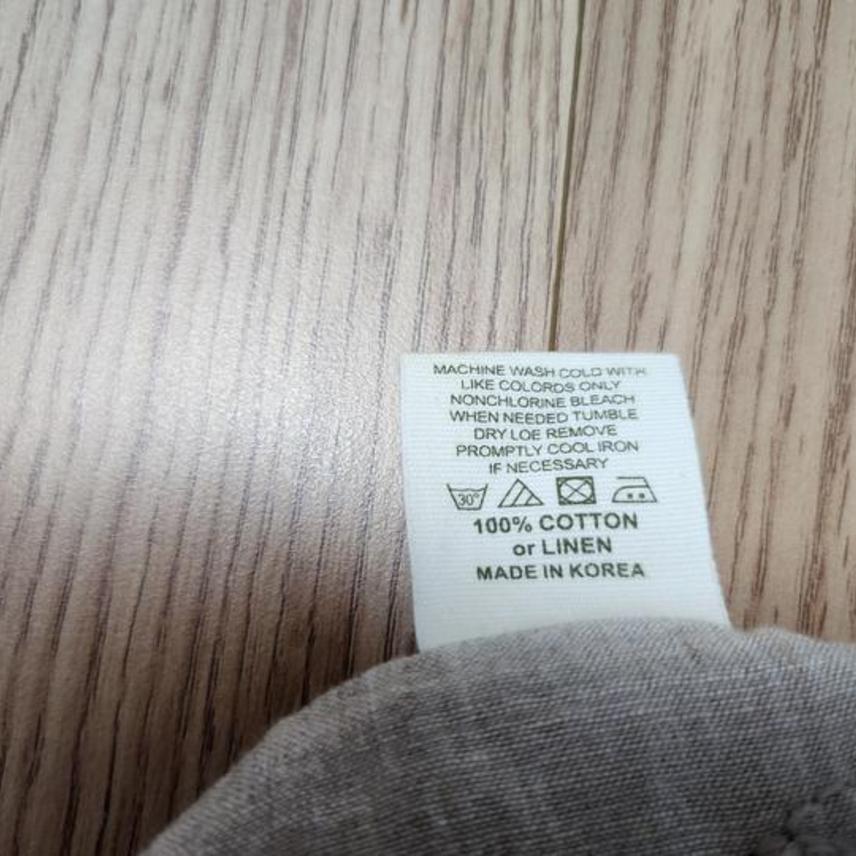 MACHINE WASH COLD WITH
LIKE COLORDS ONLY
NONCHLORINE BLEACH
WHEN NEEDED TUMBLE
DRY LOE REMOVE
PROMPTLY COOL IRON
IF NECESSARY
30°
100% COTTON
or LINEN
MADE IN KOREA